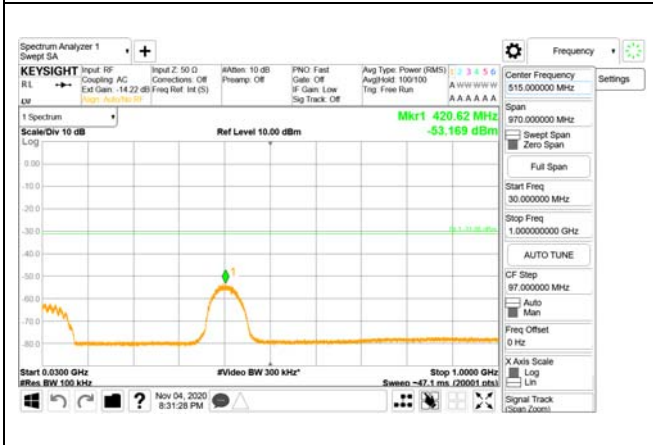 Spectrum Analyzer 1
Swept SA
+
Frequency
KEYSIGHT Input: RF Input Z: 50 Ω #Atten: 10 dB PNO: Fast Avg Type: Power (RMS) 1 2 3 4 5 6
RL Coupling: AC Corrections: Off Preamp: Off Gate: Off Avg|Hold: 100/100 A W W W W W
Ext Gain: -14.22 dB Freq Ref: Int (S) IF Gain: Low Trig: Free Run
Align: Auto/No RF Sig Track: Off A A A A A A
Center Frequency
515.000000 MHz
Settings
1 Spectrum
Mkr1 420.62 MHz
Scale/Div 10 dB Ref Level 10.00 dBm -53.169 dBm
Log
Span
970.000000 MHz
Swept Span
Zero Span
Full Span
Start Freq
30.000000 MHz
Stop Freq
1.000000000 GHz
AUTO TUNE
CF Step
97.000000 MHz
Auto
Man
Freq Offset
0 Hz
X Axis Scale
Log
Lin
Signal Track
(Span Zoom)
0.00
-10.0
-20.0
-30.0
-40.0
-50.0
-60.0
-70.0
-80.0
1
Start 0.0300 GHz #Video BW 300 kHz* Stop 1.0000 GHz
#Res BW 100 kHz Sweep ~47.1 ms (20001 pts)
? Nov 04, 2020
8:31:28 PM